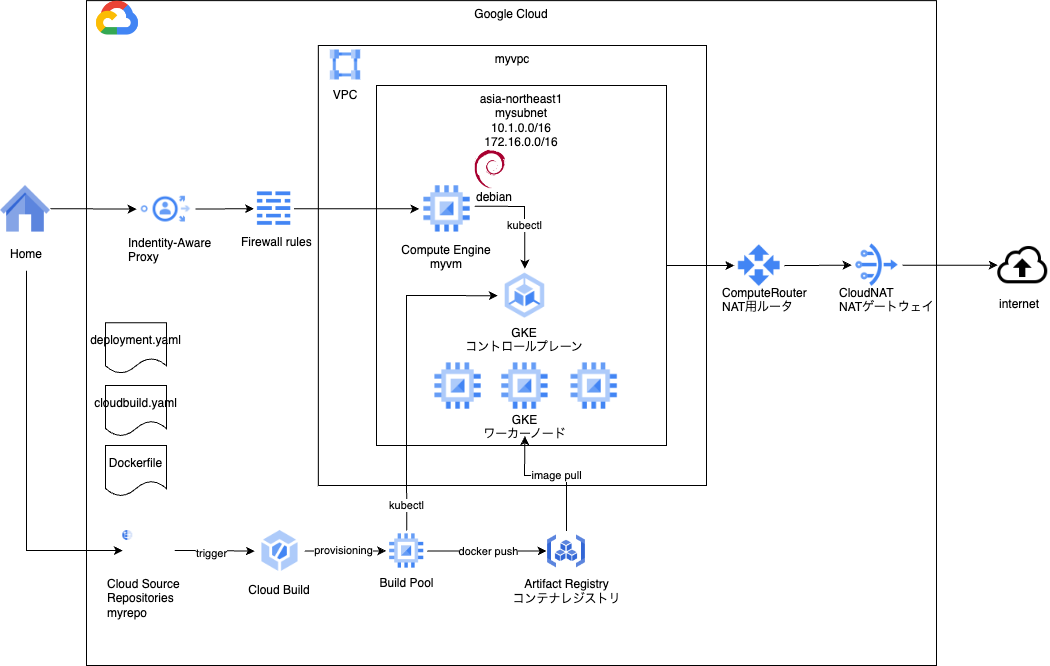 Google Cloud
myvpc
VPC
asia-northeast1
mysubnet
10.1.0.0/16
172.16.0.0/16
debian
kubectl
Home
Indentity-Aware
Proxy
Firewall rules
Compute Engine
myvm
ComputeRouter
NAT用ルータ
CloudNAT
NATゲートウェイ
internet
GKE
コントロールプレーン
deployment.yaml
cloudbuild.yaml
GKE
ワーカーノード
Dockerfile
image pull
kubectl
trigger
provisioning
docker push
Cloud Source
Repositories
myrepo
Cloud Build
Build Pool
Artifact Registry
コンテナレジストリ